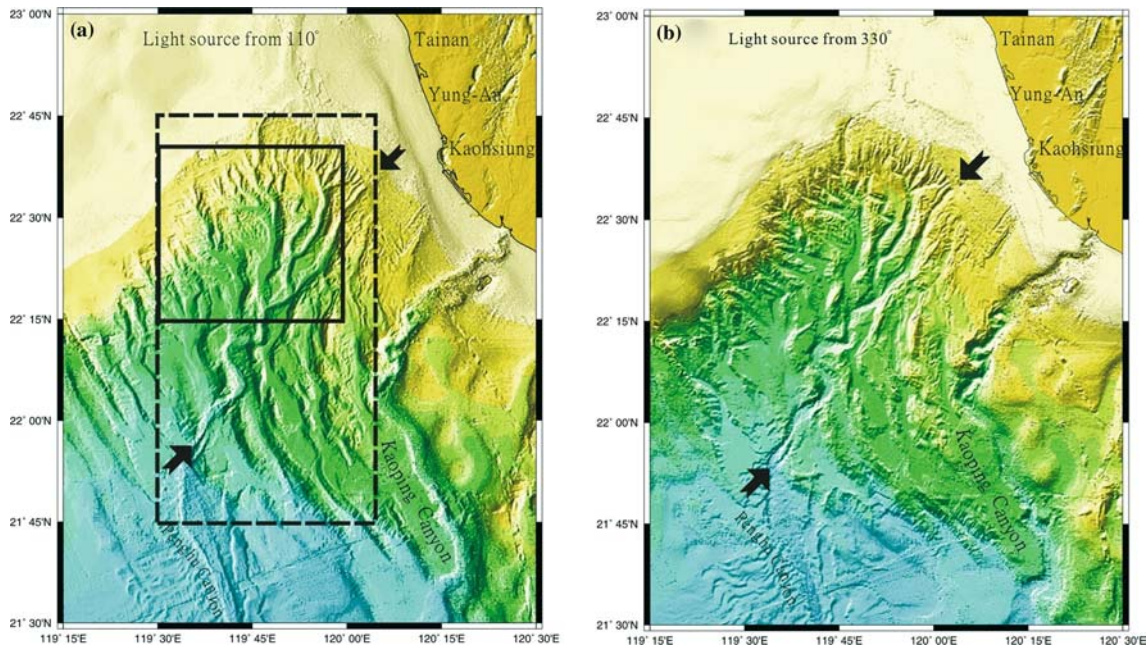 (a)
Light source from 110°
Tainan
Yung-An
Kaohsiung
Kaoping Canyon
Penghu Canyon
23° 00'N
22° 45'N
22° 30'N
22° 15'N
22° 00'N
21° 45'N
21° 30'N
119° 15'E
119° 30'E
119° 45'E
120° 00'E
120° 15'E
120° 30'E
(b)
Light source from 330°
Tainan
Yung-An
Kaohsiung
Kaoping Canyon
Penghu Canyon
23° 00'N
22° 45'N
22° 30'N
22° 15'N
22° 00'N
21° 45'N
21° 30'N
119° 15'E
119° 30'E
119° 45'E
120° 00'E
120° 15'E
120° 30'E